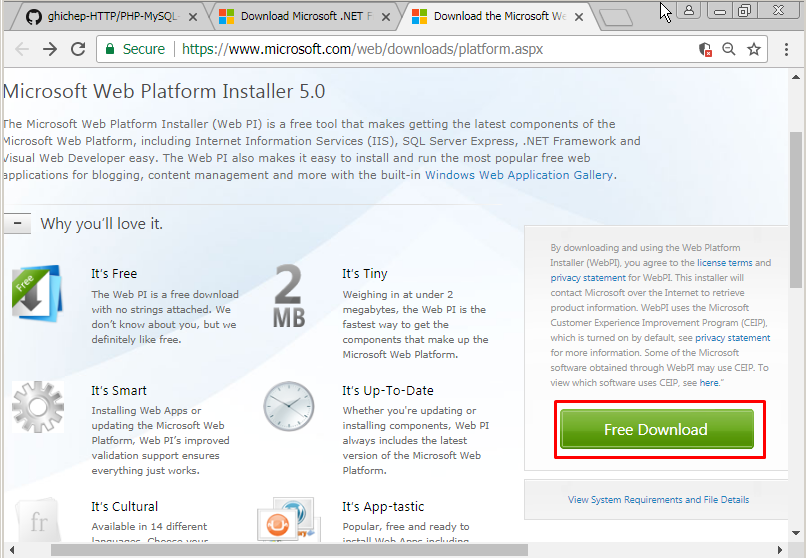 ghichep-HTTP/PHP-MySQL-
Download Microsoft .NET F
Download the Microsoft We
Secure
https://www.microsoft.com/web/downloads/platform.aspx
Microsoft Web Platform Installer 5.0
The Microsoft Web Platform Installer (Web PI) is a free tool that makes getting the latest components of the
Microsoft Web Platform, including Internet Information Services (IIS), SQL Server Express, .NET Framework and
Visual Web Developer easy. The Web PI also makes it easy to install and run the most popular free web
applications for blogging, content management and more with the built-in Windows Web Application Gallery.
Why you'll love it.
Free
It's Free
The Web PI is a free download
with no strings attached. We
don't know about you, but we
definitely like free.
2
MB
It's Tiny
Weighing in at under 2
megabytes, the Web PI is the
fastest way to get the
components that make up the
Microsoft Web Platform.
It's Smart
Installing Web Apps or
updating the Microsoft Web
Platform, Web PI's improved
validation support ensures
everything just works.
It's Up-To-Date
Whether you're updating or
installing components, Web PI
always includes the latest
version of the Microsoft Web
Platform.
fr
It's Cultural
Available in 14 different
languages. Choose your
It's App-tastic
Popular, free and ready to
install Web Apps including
By downloading and using the Web Platform
Installer (WebPI), you agree to the license terms and
privacy statement for WebPI. This installer will
contact Microsoft over the Internet to retrieve
product information. WebPI uses the Microsoft
Customer Experience Improvement Program (CEIP),
which is turned on by default, see privacy statement
for more information. Some of the Microsoft
software obtained through WebPI may use CEIP. To
view which software uses CEIP, see here."
Free Download
View System Requirements and File Details